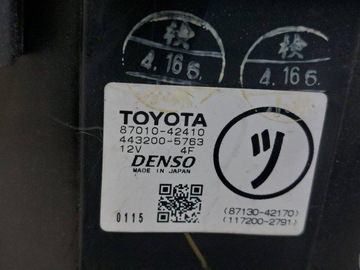 検
4.16 6.
検
4.16 6.
TOYOTA
87010-42410
443200-5763
12V 4F
DENSO
MADE IN JAPAN
ツ
0115
(87130-42170)
(117200-2791)